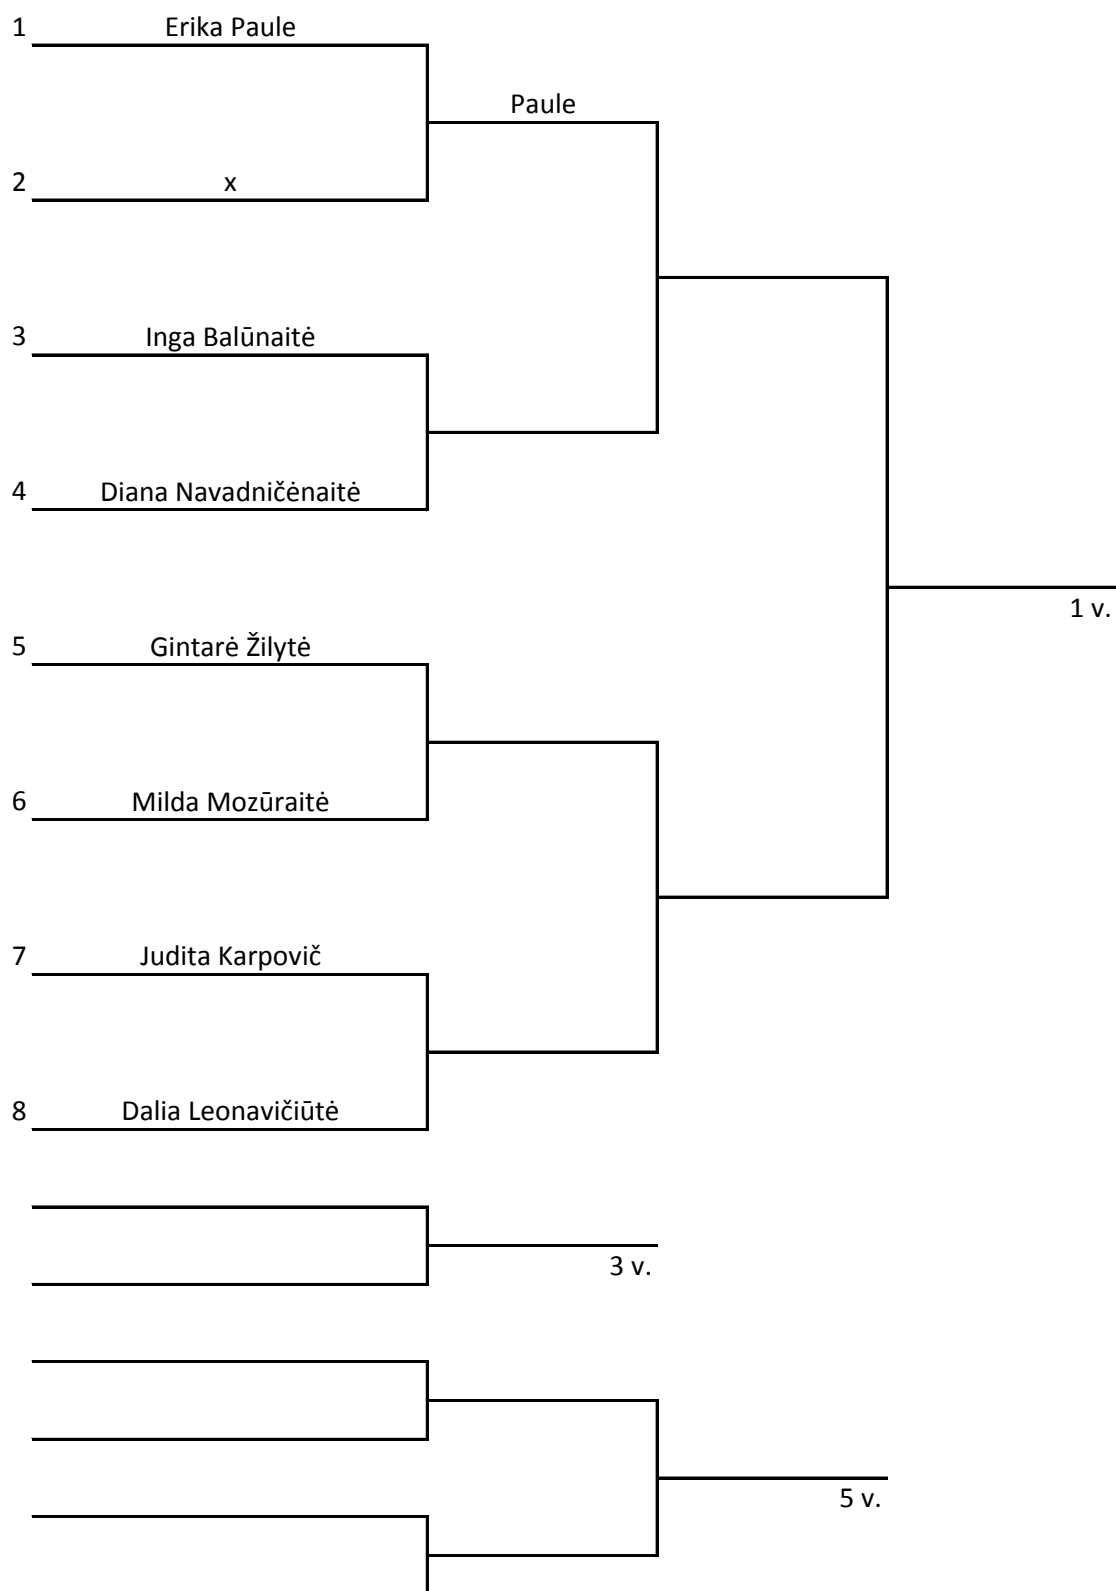 1 Erika Paule
Paule
2 x
3 Inga Balūnaitė
4 Diana Navadničėnaitė
1 v.
5 Gintarė Žilytė
6 Milda Mozūraitė
7 Judita Karpovič
8 Dalia Leonavičiūtė
3 v.
5 v.